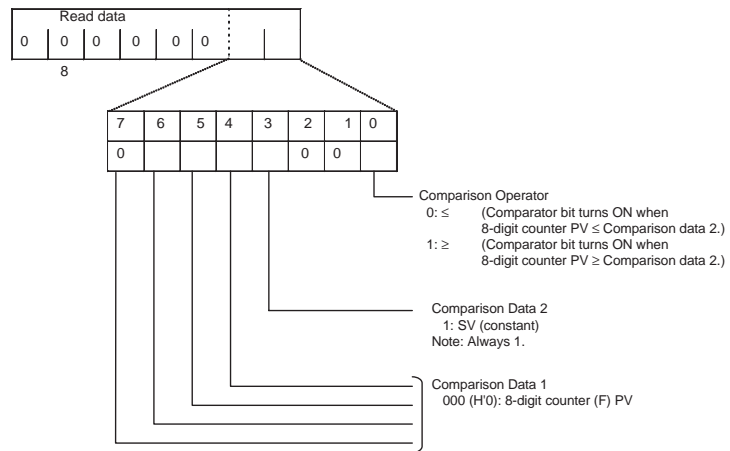 Read data
0 0 0 0 0 0
8
7 6 5 4 3 2 1 0
0 0 0
Comparison Operator
0: ≤ (Comparator bit turns ON when
8-digit counter PV ≤ Comparison data 2.)
1: ≥ (Comparator bit turns ON when
8-digit counter PV ≥ Comparison data 2.)
Comparison Data 2
1: SV (constant)
Note: Always 1.
Comparison Data 1
000 (H'0): 8-digit counter (F) PV